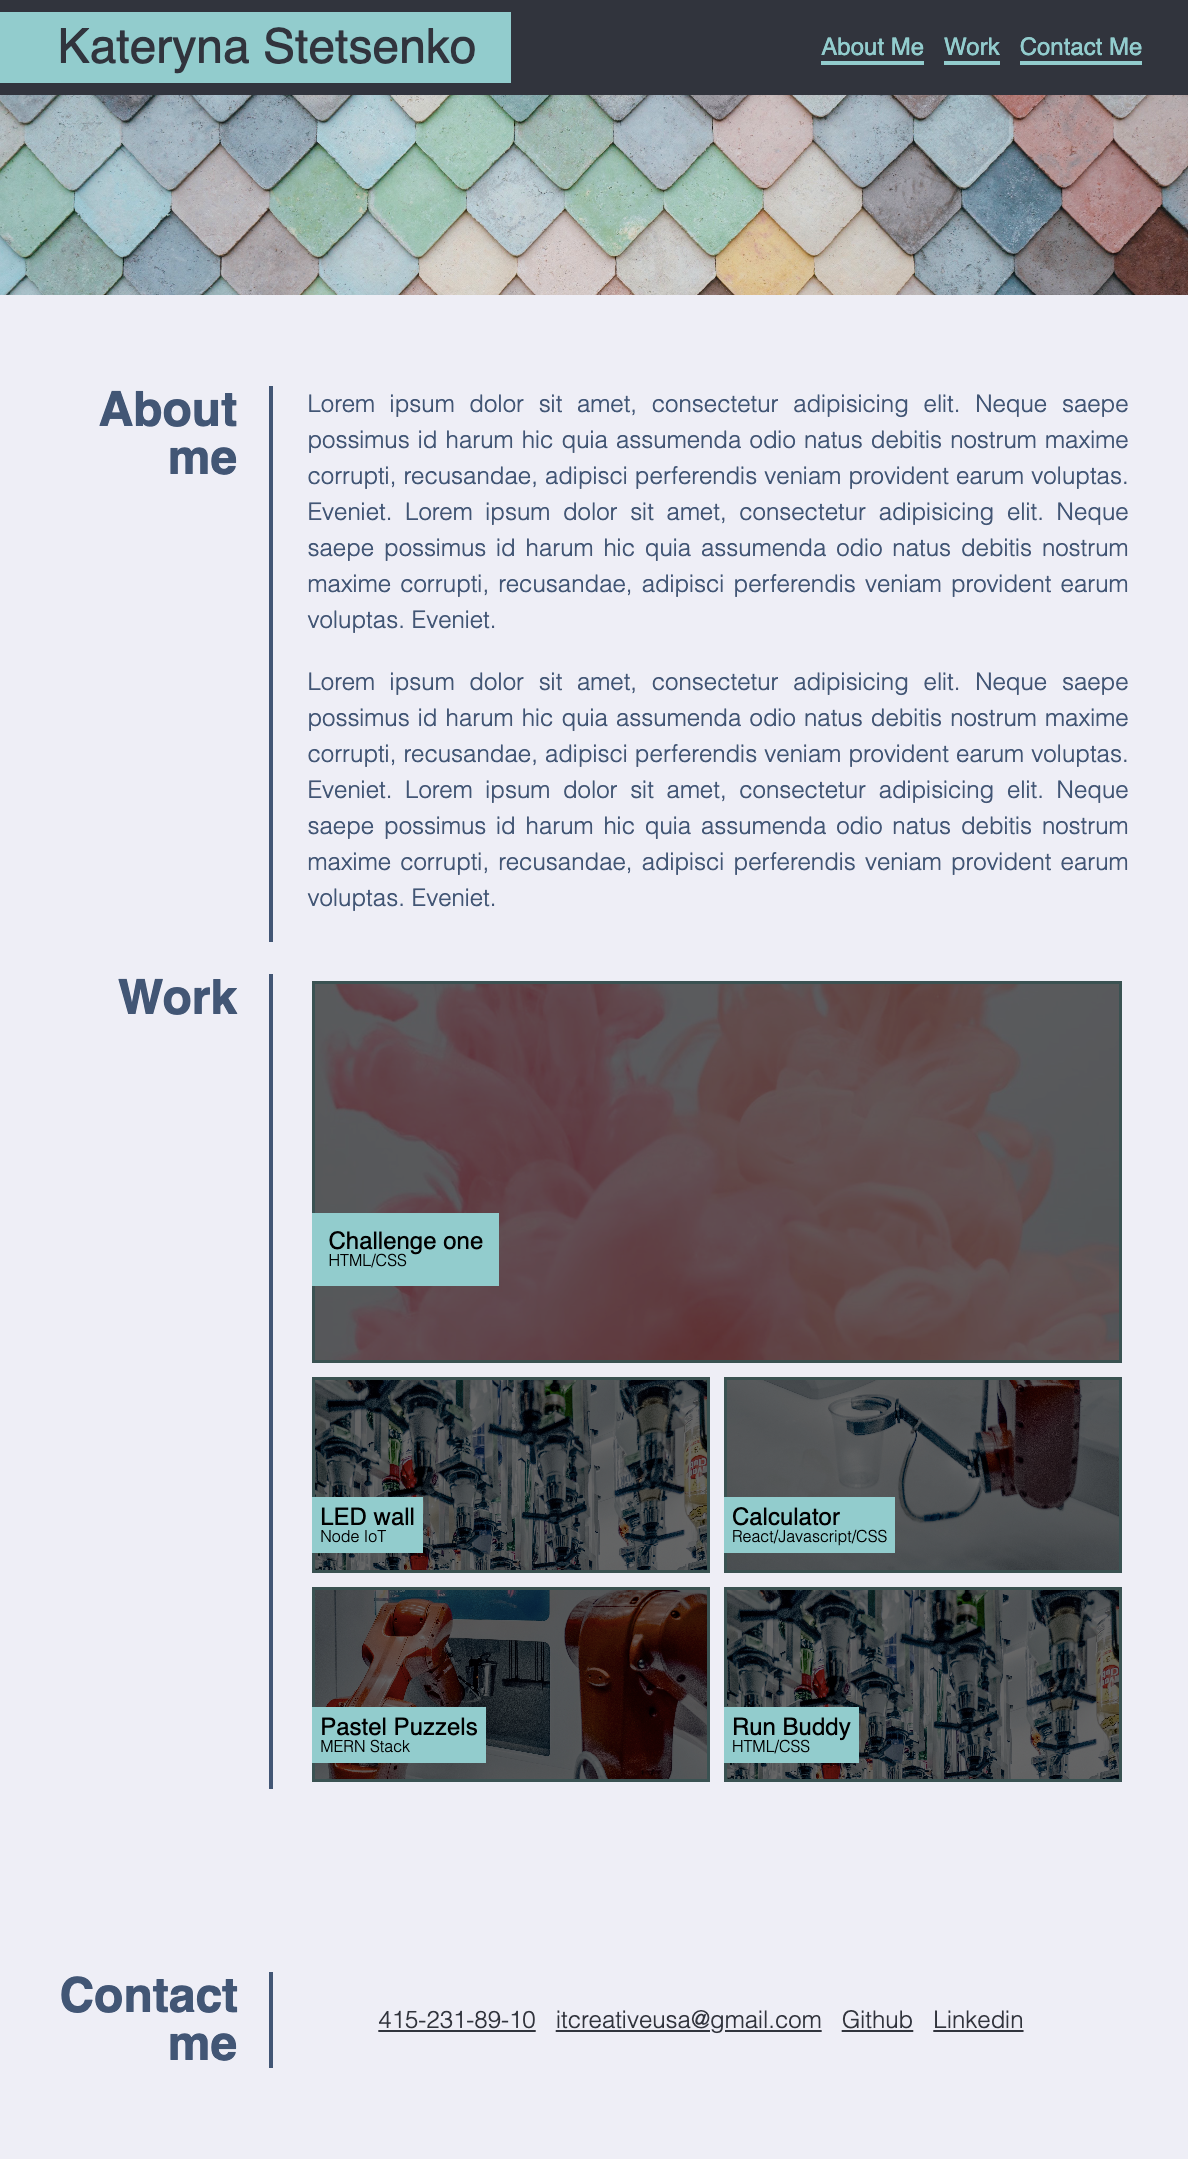 Kateryna Stetsenko
About Me Work Contact Me
About
me
Lorem ipsum dolor sit amet, consectetur adipisicing elit. Neque saepe
possimus id harum hic quia assumenda odio natus debitis nostrum maxime
corrupti, recusandae, adipisci perferendis veniam provident earum voluptas.
Eveniet. Lorem ipsum dolor sit amet, consectetur adipisicing elit. Neque
saepe possimus id harum hic quia assumenda odio natus debitis nostrum
maxime corrupti, recusandae, adipisci perferendis veniam provident earum
voluptas. Eveniet.
Lorem ipsum dolor sit amet, consectetur adipisicing elit. Neque saepe
possimus id harum hic quia assumenda odio natus debitis nostrum maxime
corrupti, recusandae, adipisci perferendis veniam provident earum voluptas.
Eveniet. Lorem ipsum dolor sit amet, consectetur adipisicing elit. Neque
saepe possimus id harum hic quia assumenda odio natus debitis nostrum
maxime corrupti, recusandae, adipisci perferendis veniam provident earum
voluptas. Eveniet.
Work
Challenge one
HTML/CSS
LED wall
Node IoT
Calculator
React/Javascript/CSS
Pastel Puzzels
MERN Stack
Run Buddy
HTML/CSS
Contact
me
415-231-89-10 itcreativeusa@gmail.com Github Linkedin